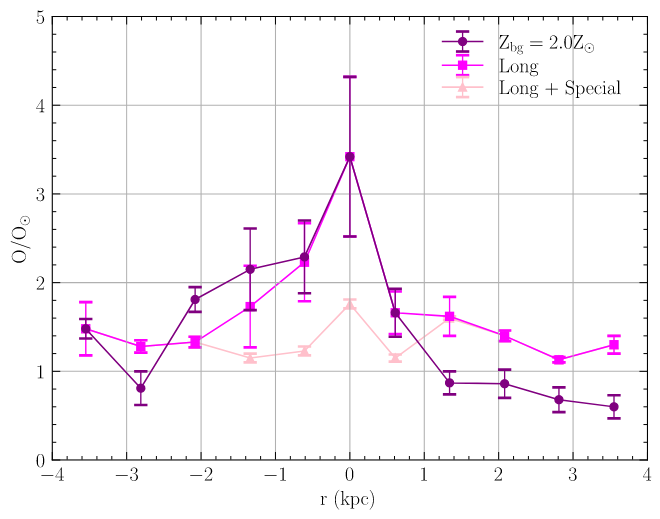 5
4
3
2
1
0
O/O⊙
Z_bg = 2.0Z⊙
Long
Long + Special
−4 −3 −2 −1 0 1 2 3 4
r (kpc)